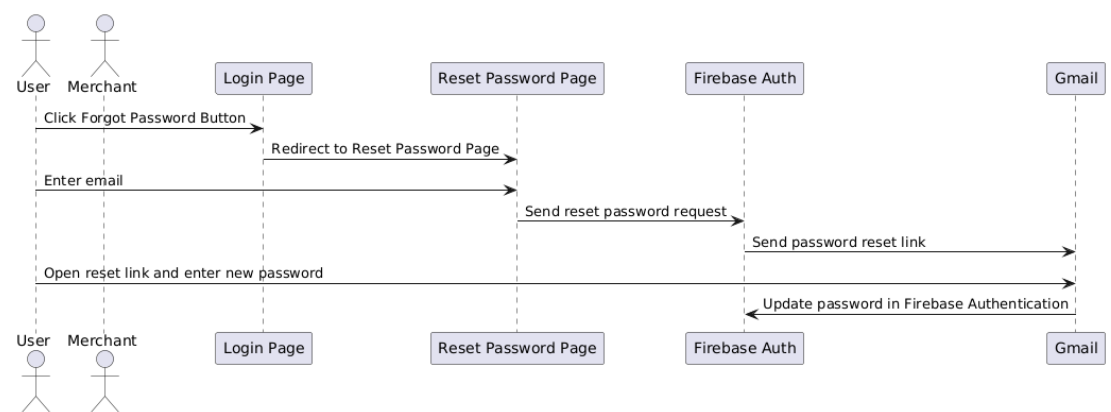 User Merchant Login Page Reset Password Page Firebase Auth Gmail
Click Forgot Password Button
Redirect to Reset Password Page
Enter email
Send reset password request
Send password reset link
Open reset link and enter new password
Update password in Firebase Authentication
User Merchant Login Page Reset Password Page Firebase Auth Gmail